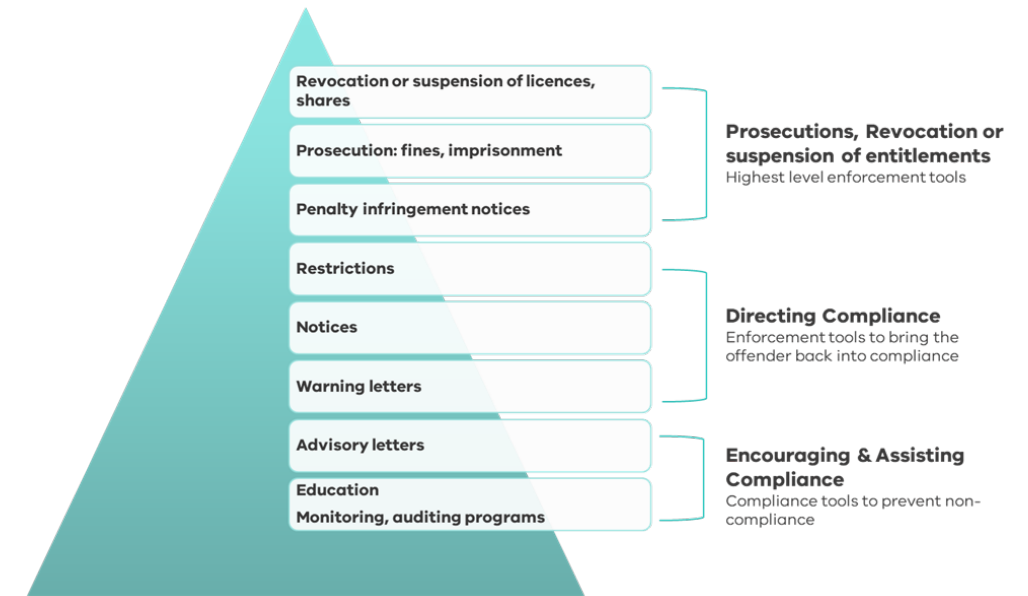 Revocation or suspension of licences,
shares
Prosecution: fines, imprisonment
Penalty infringement notices
Restrictions
Notices
Warning letters
Advisory letters
Education
Monitoring, auditing programs
Prosecutions, Revocation or
suspension of entitlements
Highest level enforcement tools
Directing Compliance
Enforcement tools to bring the
offender back into compliance
Encouraging & Assisting
Compliance
Compliance tools to prevent non-
compliance